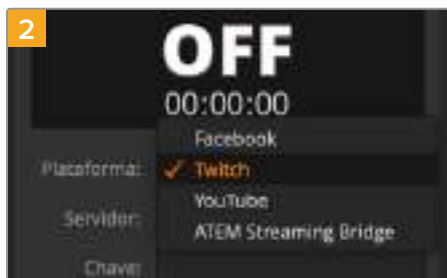 2
OFF
00:00:00
Facebook
Plataforma: ✓ Twitch
YouTube
Servidor:
ATEM Streaming Bridge
Chave: